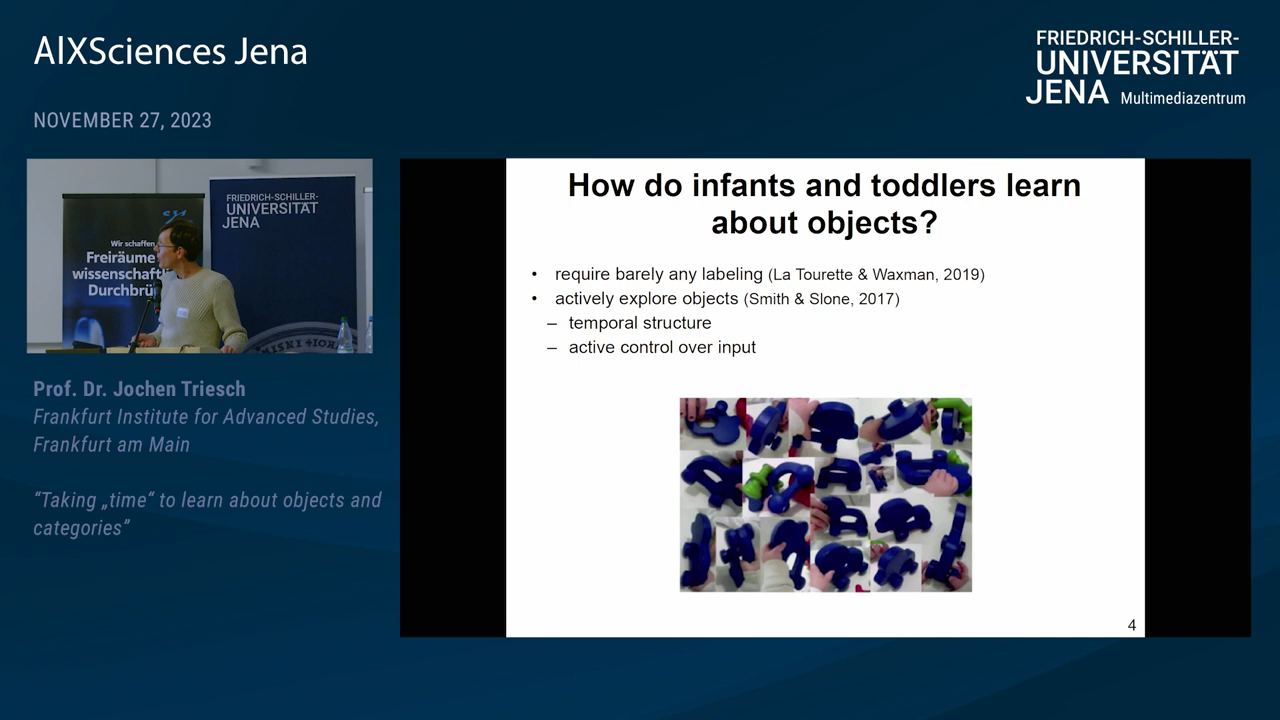 AIXSciences Jena
FRIEDRICH-SCHILLER-
UNIVERSITÄT
JENA Multimediazentrum
NOVEMBER 27, 2023
Wir schaffen
Freiräume
wissenschaftli
Durchbrü
FRIEDRICH-SCHILLER-
UNIVERSITÄT
JENA
Prof. Dr. Jochen Triesch
Frankfurt Institute for Advanced Studies,
Frankfurt am Main
“Taking „time“ to learn about objects and
categories”
How do infants and toddlers learn
about objects?
• require barely any labeling (La Tourette & Waxman, 2019)
• actively explore objects (Smith & Slone, 2017)
– temporal structure
– active control over input
4